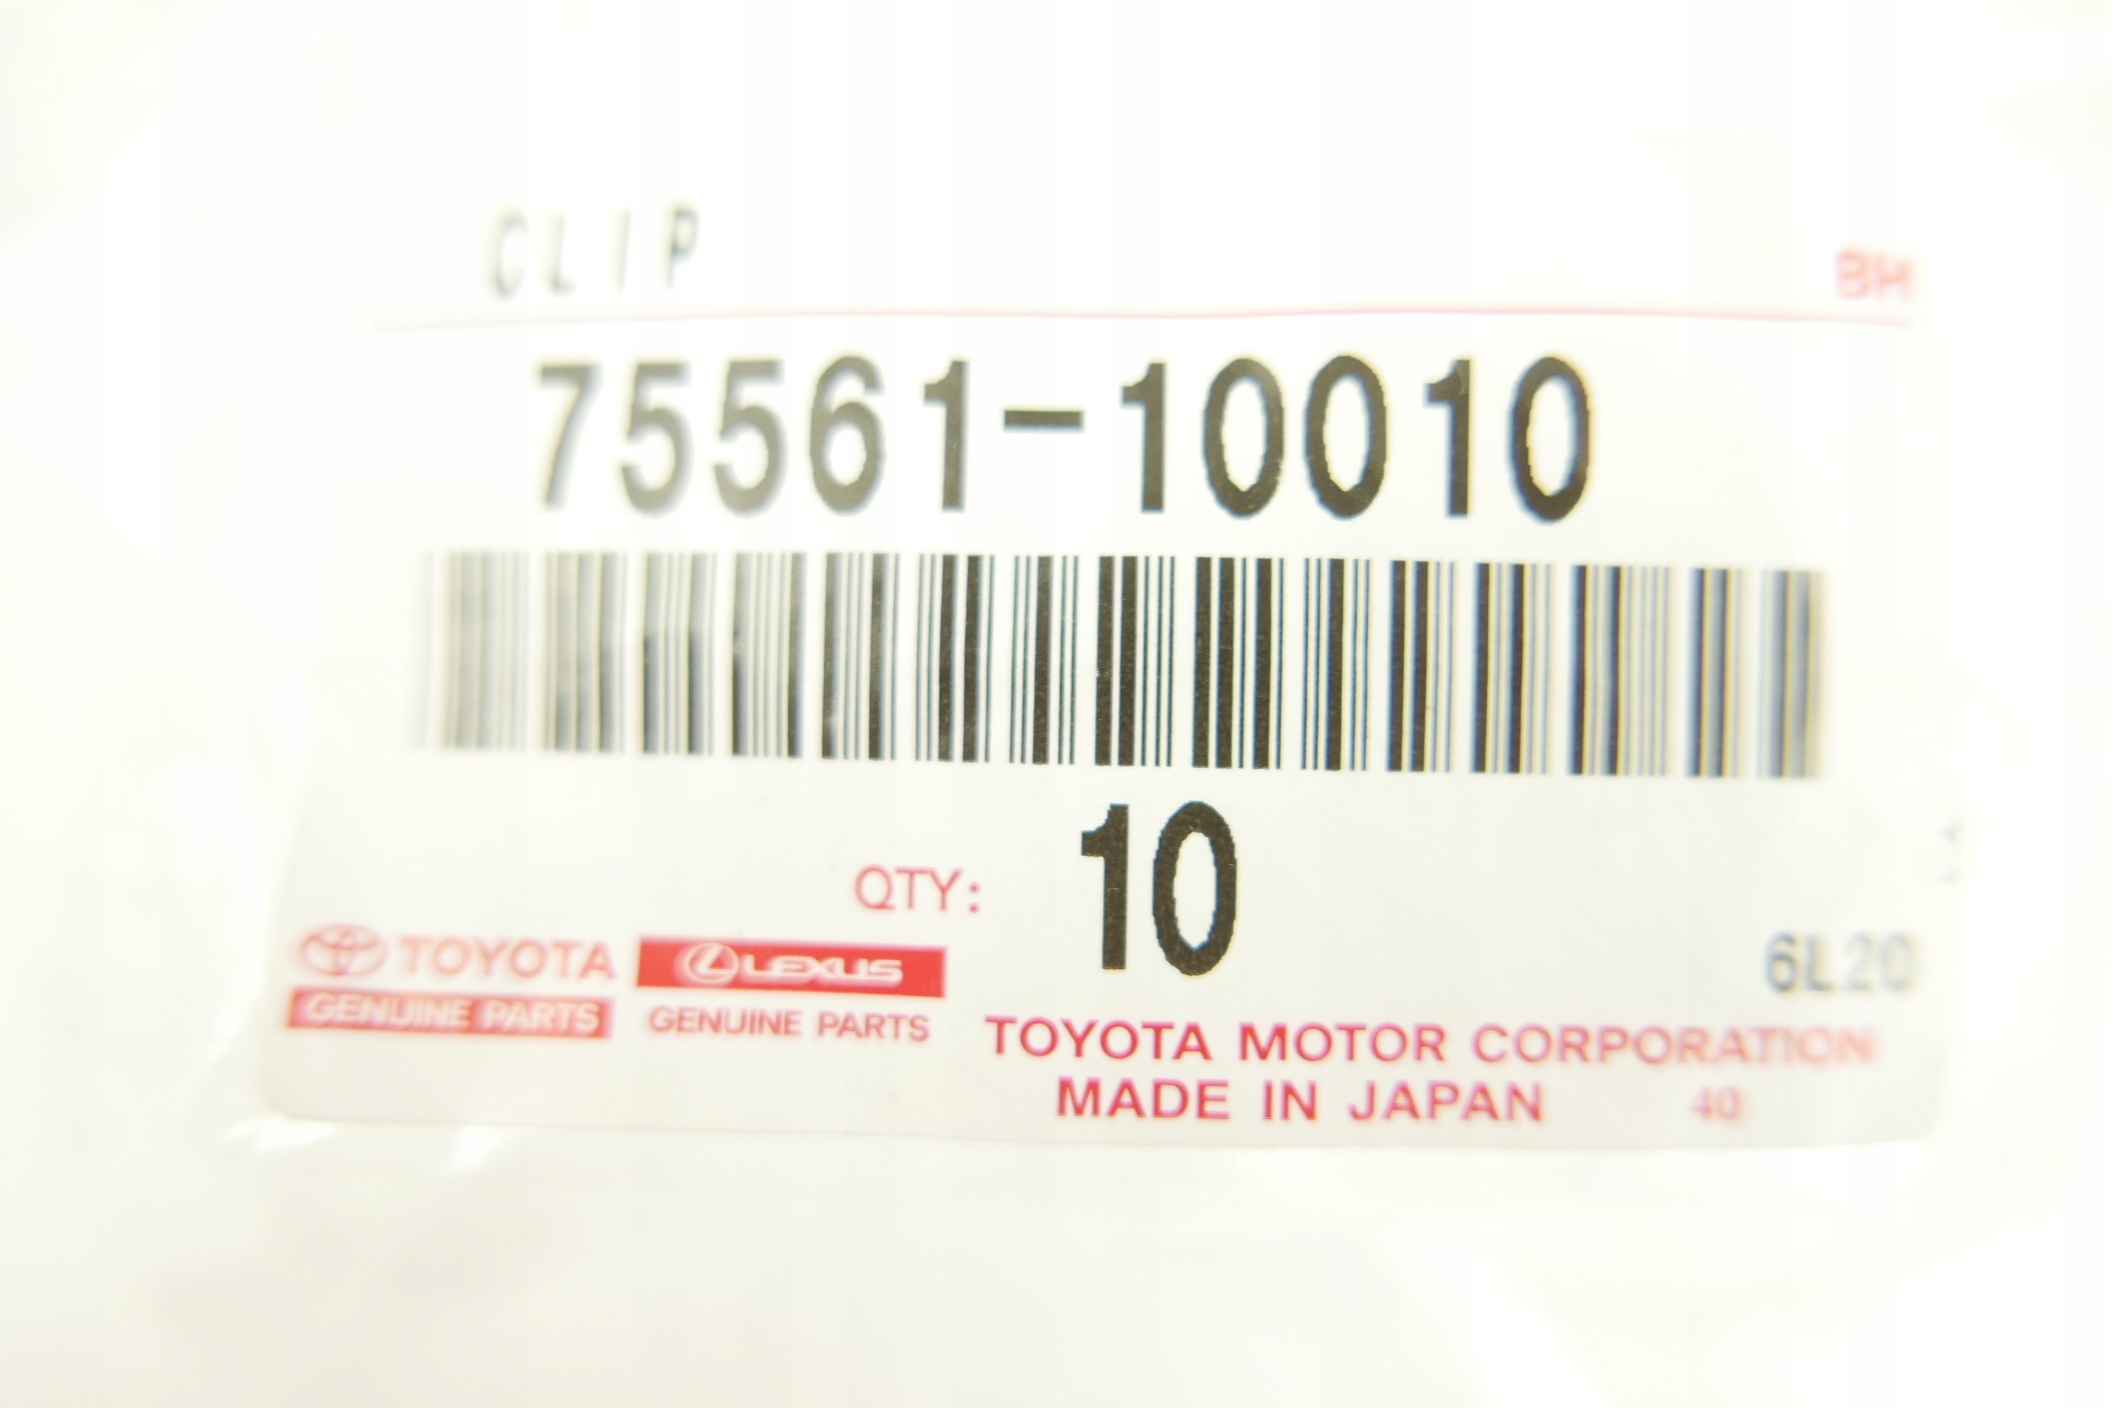 CLIP
BH
75561-10010
QTY: 10
6L20
TOYOTA
GENUINE PARTS
LEXUS
GENUINE PARTS
TOYOTA MOTOR CORPORATION
MADE IN JAPAN 40